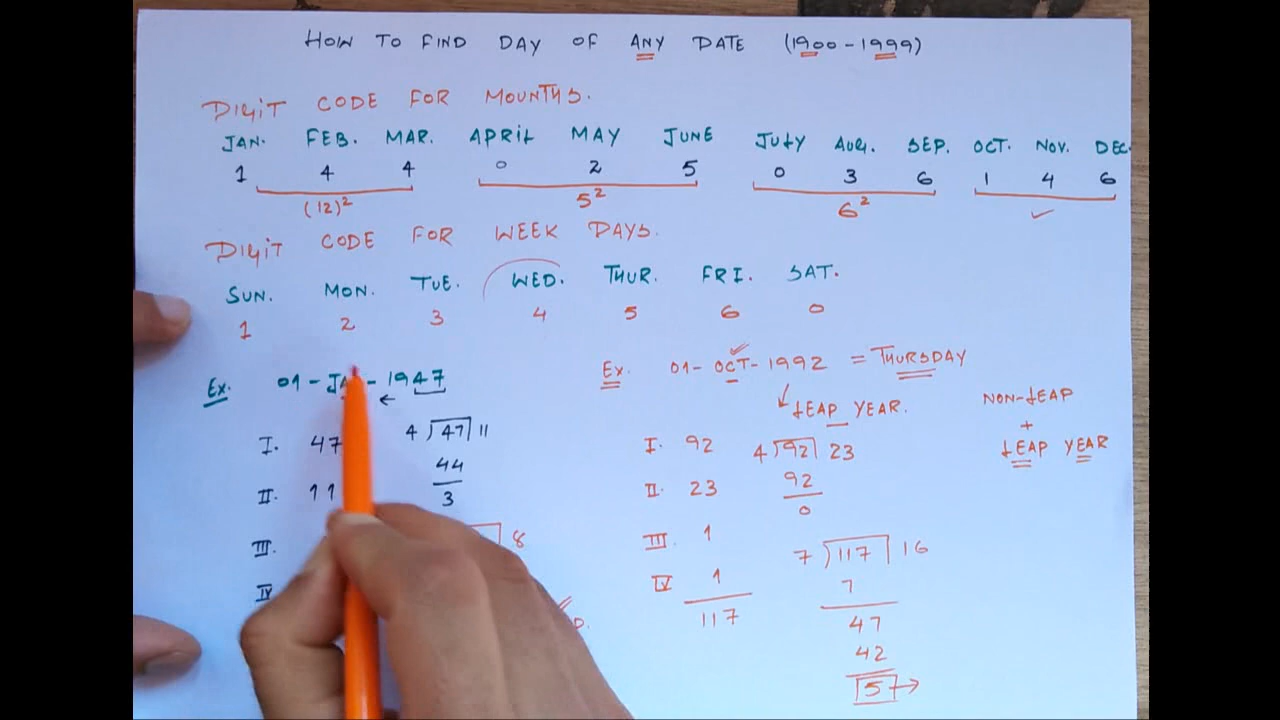 HOW TO FIND DAY OF ANY DATE (1900-1999)
DIGIT CODE FOR MOUNTHS.
JAN. FEB. MAR. APRIL MAY JUNE JULY AUG. SEP. OCT. NOV. DEC.
1 4 4 0 2 5 0 3 6 1 4 6
(12)² 5² 6² ✓
DIGIT CODE FOR WEEK DAYS.
SUN. MON. TUE. WED. THUR. FRI. SAT.
1 2 3 4 5 6 0
Ex. 01- -1947
←
I. 47 4 47 11
44
II. 11 3
III. 8
IV
Ex. 01-OCT-1992 = THURSDAY
LEAP YEAR.
NON-LEAP
+
LEAP YEAR
I. 92 4 92 23
92
II. 23 0
III. 1 7 117 16
IV 1 7
117 47
42
5 →